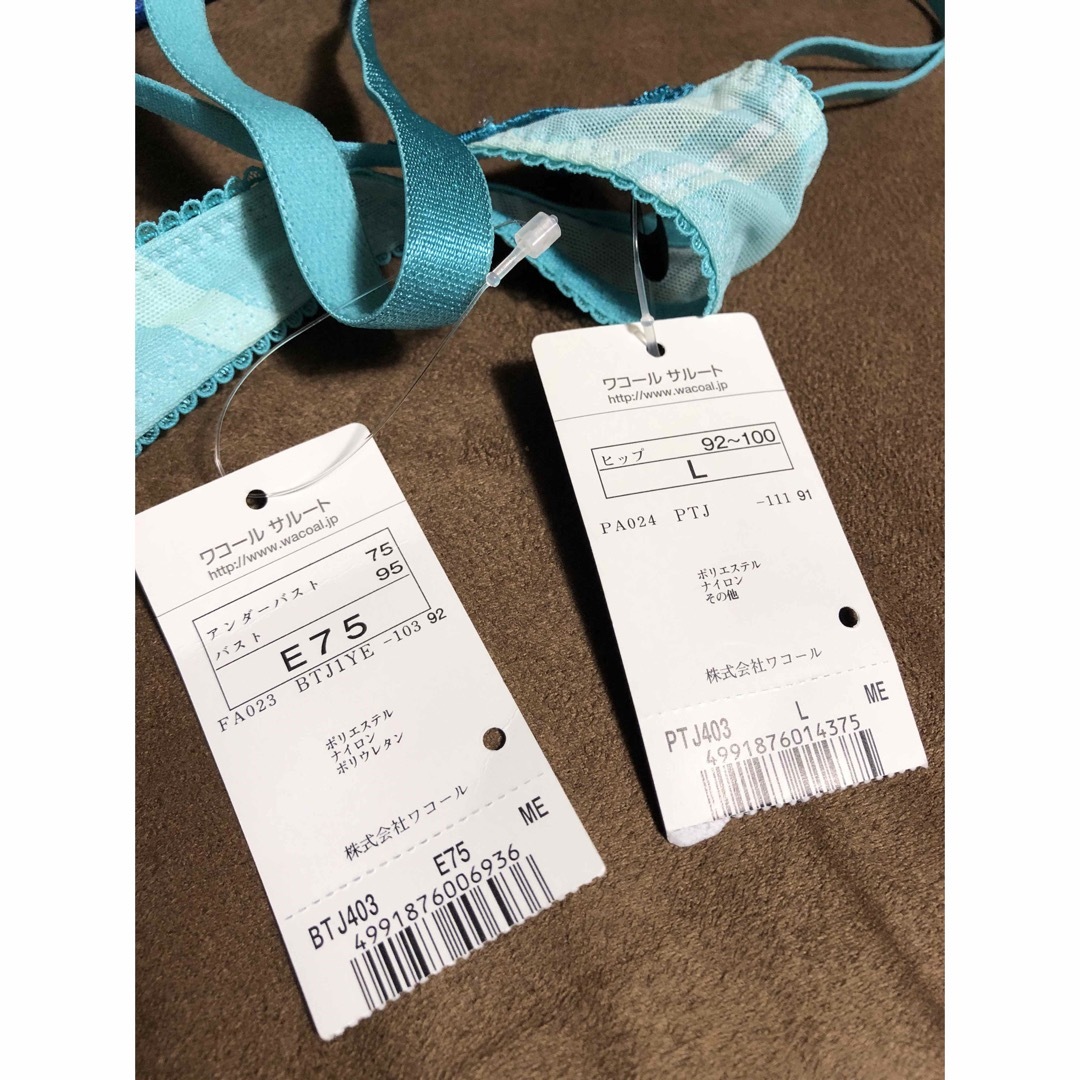 ワコール サルート
http://www.wacoal.jp
アンダーバスト 75
バスト 95
E75
FA023 BTJ1YE -103 92
ポリエステル
ナイロン
ポリウレタン
株式会社ワコール
BTJ403 E75 ME
4991876006936
ワコール サルート
http://www.wacoal.jp
ヒップ 92~100
L
PA024 PTJ -111 91
ポリエステル
ナイロン
その他
株式会社ワコール
PTJ403 L ME
4991876014375